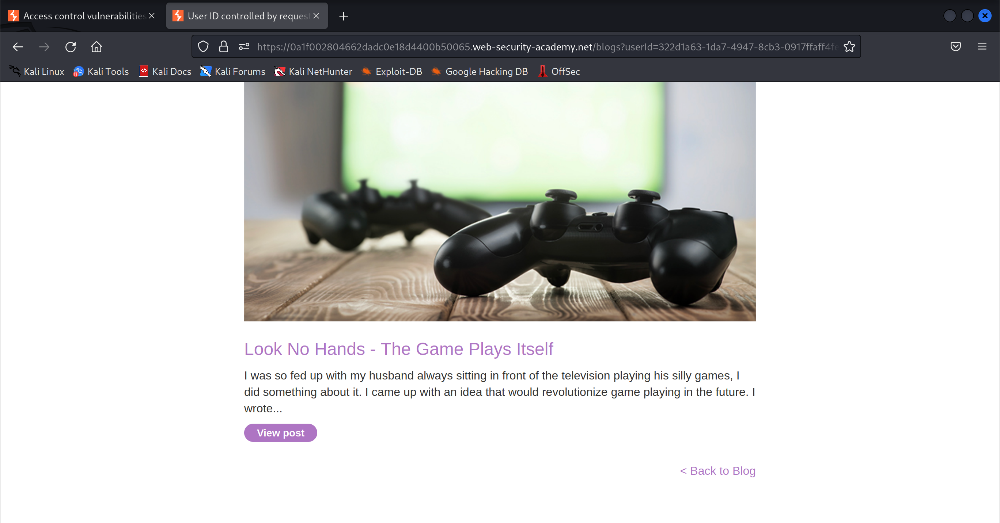 Access control vulnerabilities
User ID controlled by request
https://0a1f002804662dadc0e18d4400b50065.web-security-academy.net/blogs?userId=322d1a63-1da7-4947-8cb3-0917ffaff4fe
Kali Linux Kali Tools Kali Docs Kali Forums Kali NetHunter Exploit-DB Google Hacking DB OffSec
Look No Hands - The Game Plays Itself
I was so fed up with my husband always sitting in front of the television playing his silly games, I
did something about it. I came up with an idea that would revolutionize game playing in the future. I
wrote...
View post
< Back to Blog